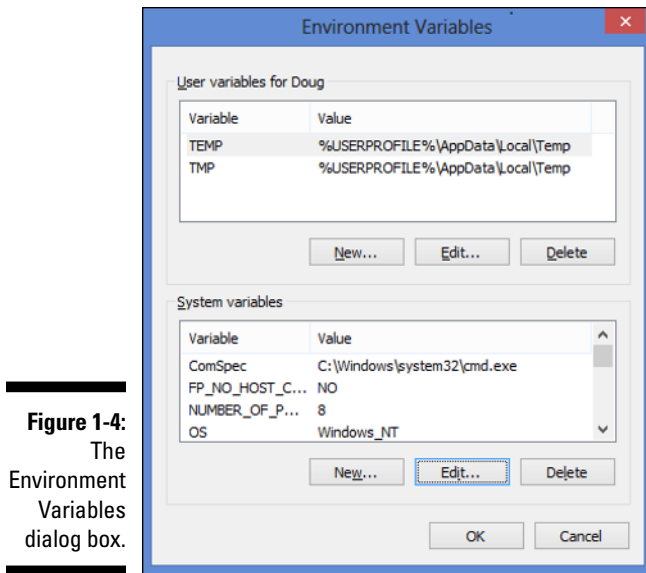 Environment Variables
User variables for Doug
Variable Value
TEMP %USERPROFILE%\AppData\Local\Temp
TMP %USERPROFILE%\AppData\Local\Temp
New... Edit... Delete
System variables
Variable Value
ComSpec C:\Windows\system32\cmd.exe
FP_NO_HOST_C... NO
NUMBER_OF_P... 8
OS Windows_NT
New... Edit... Delete
OK Cancel
Figure 1-4:
The
Environment
Variables
dialog box.